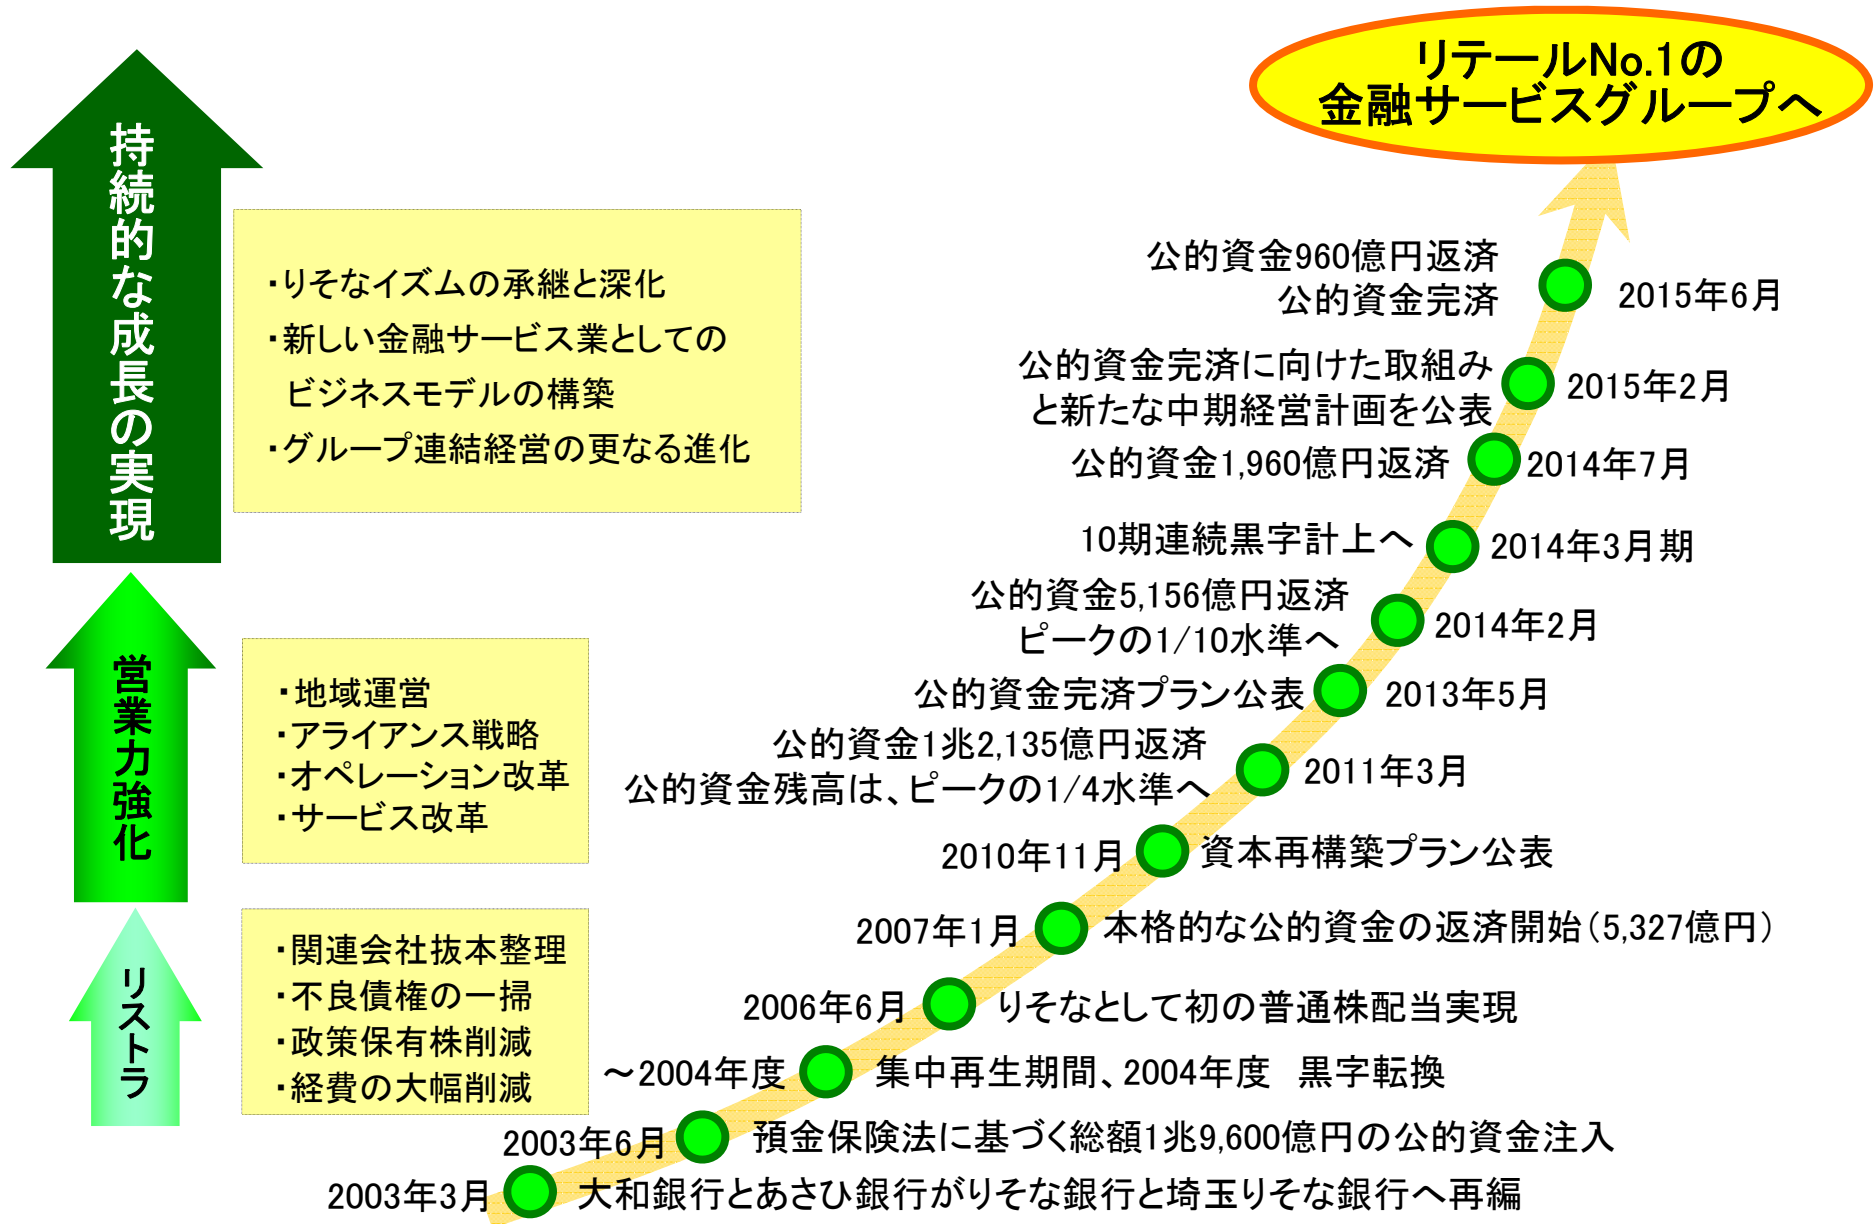 リテールNo.1の
金融サービスグループへ
持続的な成長の実現
・りそなイズムの承継と深化
・新しい金融サービス業としての
ビジネスモデルの構築
・グループ連結経営の更なる進化
営業力強化
・地域運営
・アライアンス戦略
・オペレーション改革
・サービス改革
リストラ
・関連会社抜本整理
・不良債権の一掃
・政策保有株削減
・経費の大幅削減
公的資金960億円返済
公的資金完済
2015年6月
公的資金完済に向けた取組み
と新たな中期経営計画を公表
2015年2月
公的資金1,960億円返済
2014年7月
10期連続黒字計上へ
2014年3月期
公的資金5,156億円返済
ピークの1/10水準へ
2014年2月
公的資金完済プラン公表
2013年5月
公的資金1兆2,135億円返済
公的資金残高は、ピークの1/4水準へ
2011年3月
2010年11月
資本再構築プラン公表
2007年1月
本格的な公的資金の返済開始（5,327億円）
2006年6月
りそなとして初の普通株配当実現
～2004年度
集中再生期間、2004年度　黒字転換
2003年6月
預金保険法に基づく総額1兆9,600億円の公的資金注入
2003年3月
大和銀行とあさひ銀行がりそな銀行と埼玉りそな銀行へ再編